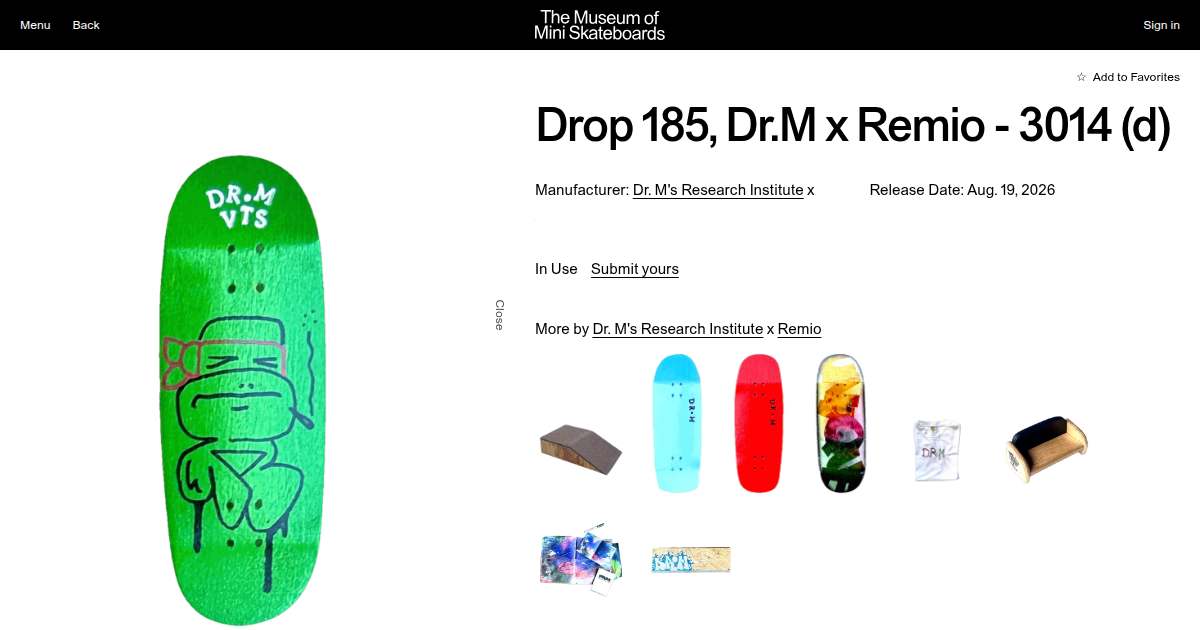 Menu
Back
The Museum of
Mini Skateboards
Sign in
☆ Add to Favorites
Drop 185, Dr.M x Remio - 3014 (d)
Manufacturer: Dr. M's Research Institute x
Release Date: Aug. 19, 2026
In Use Submit yours
Close
More by Dr. M's Research Institute x Remio
DR.M
VTS
DR.M
DR.M
DR.M